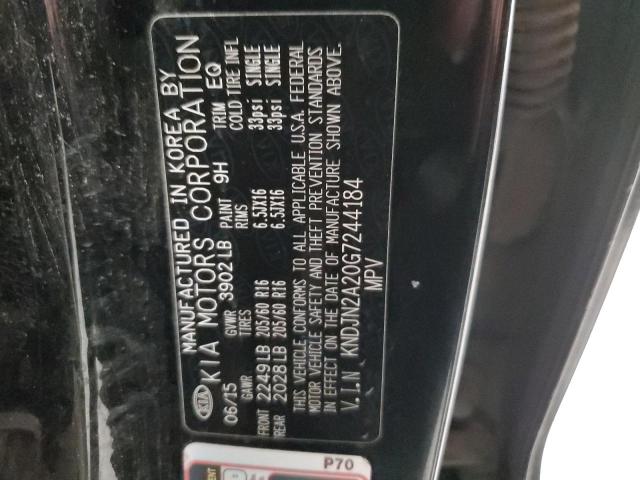 KIA
MANUFACTURED IN KOREA BY
KIA MOTORS CORPORATION
06/15 GVWR 3902LB PAINT 9H TRIM EQ
GAWR TIRES RIMS COLD TIRE INFL
FRONT 2249LB 205/60 R16 6.5JX16 33psi SINGLE
REAR 2028LB 205/60 R16 6.5JX16 33psi SINGLE
THIS VEHICLE CONFORMS TO ALL APPLICABLE U.S.A. FEDERAL
MOTOR VEHICLE SAFETY AND THEFT PREVENTION STANDARDS
IN EFFECT ON THE DATE OF MANUFACTURE SHOWN ABOVE.
V.I.N KNDJN2A20G7244184
MPV
P70